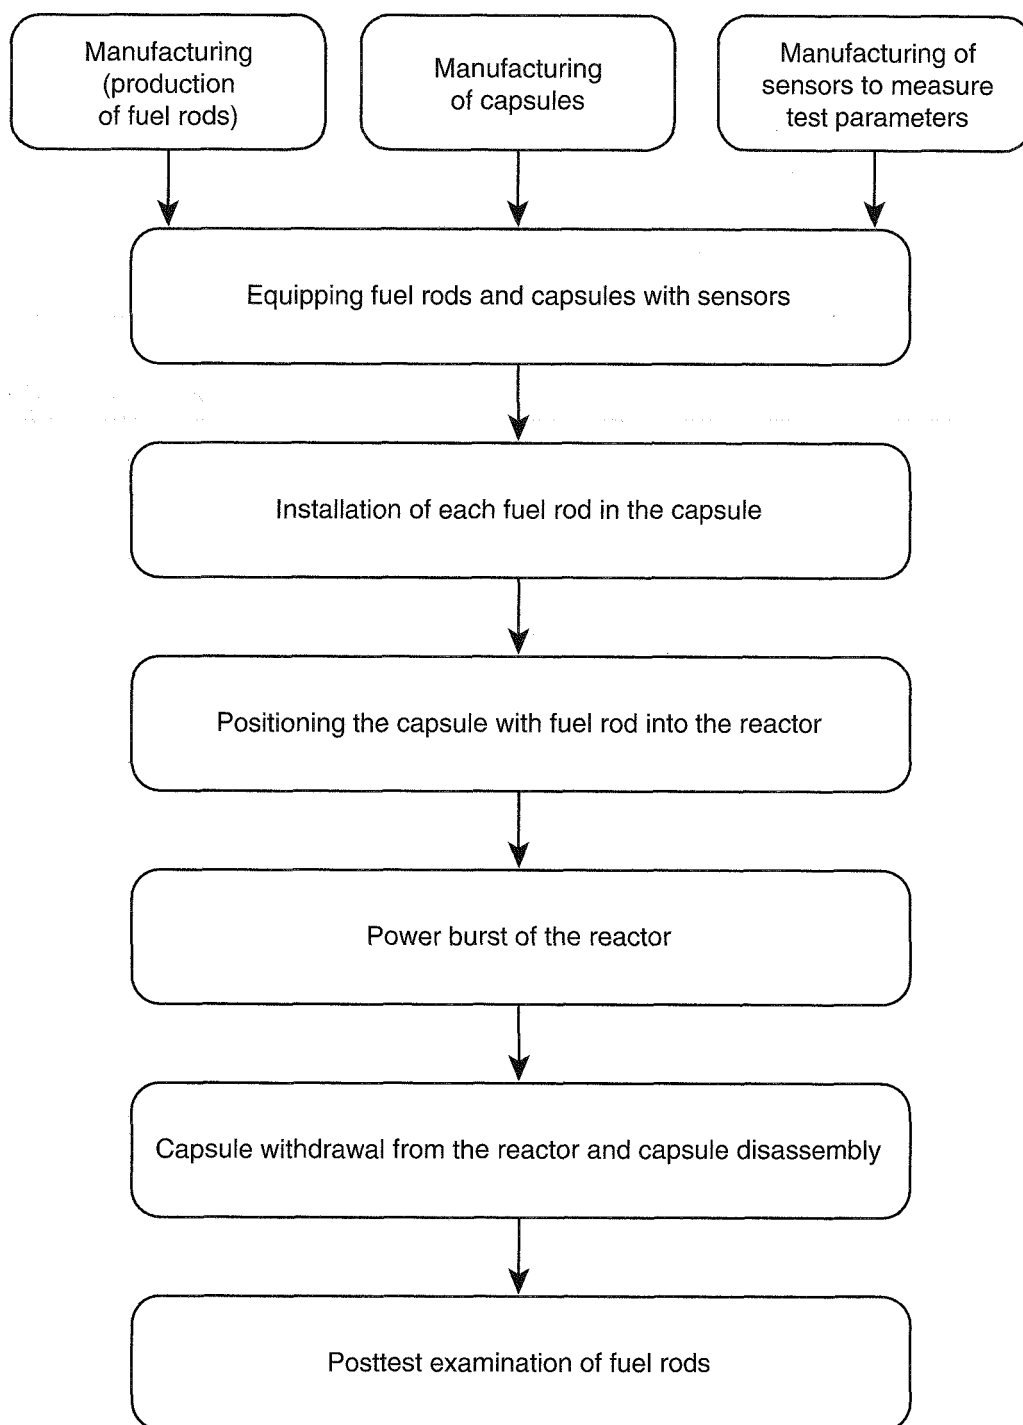 Manufacturing
(production
of fuel rods)
Manufacturing
of capsules
Manufacturing of
sensors to measure
test parameters
Equipping fuel rods and capsules with sensors
Installation of each fuel rod in the capsule
Positioning the capsule with fuel rod into the reactor
Power burst of the reactor
Capsule withdrawal from the reactor and capsule disassembly
Posttest examination of fuel rods